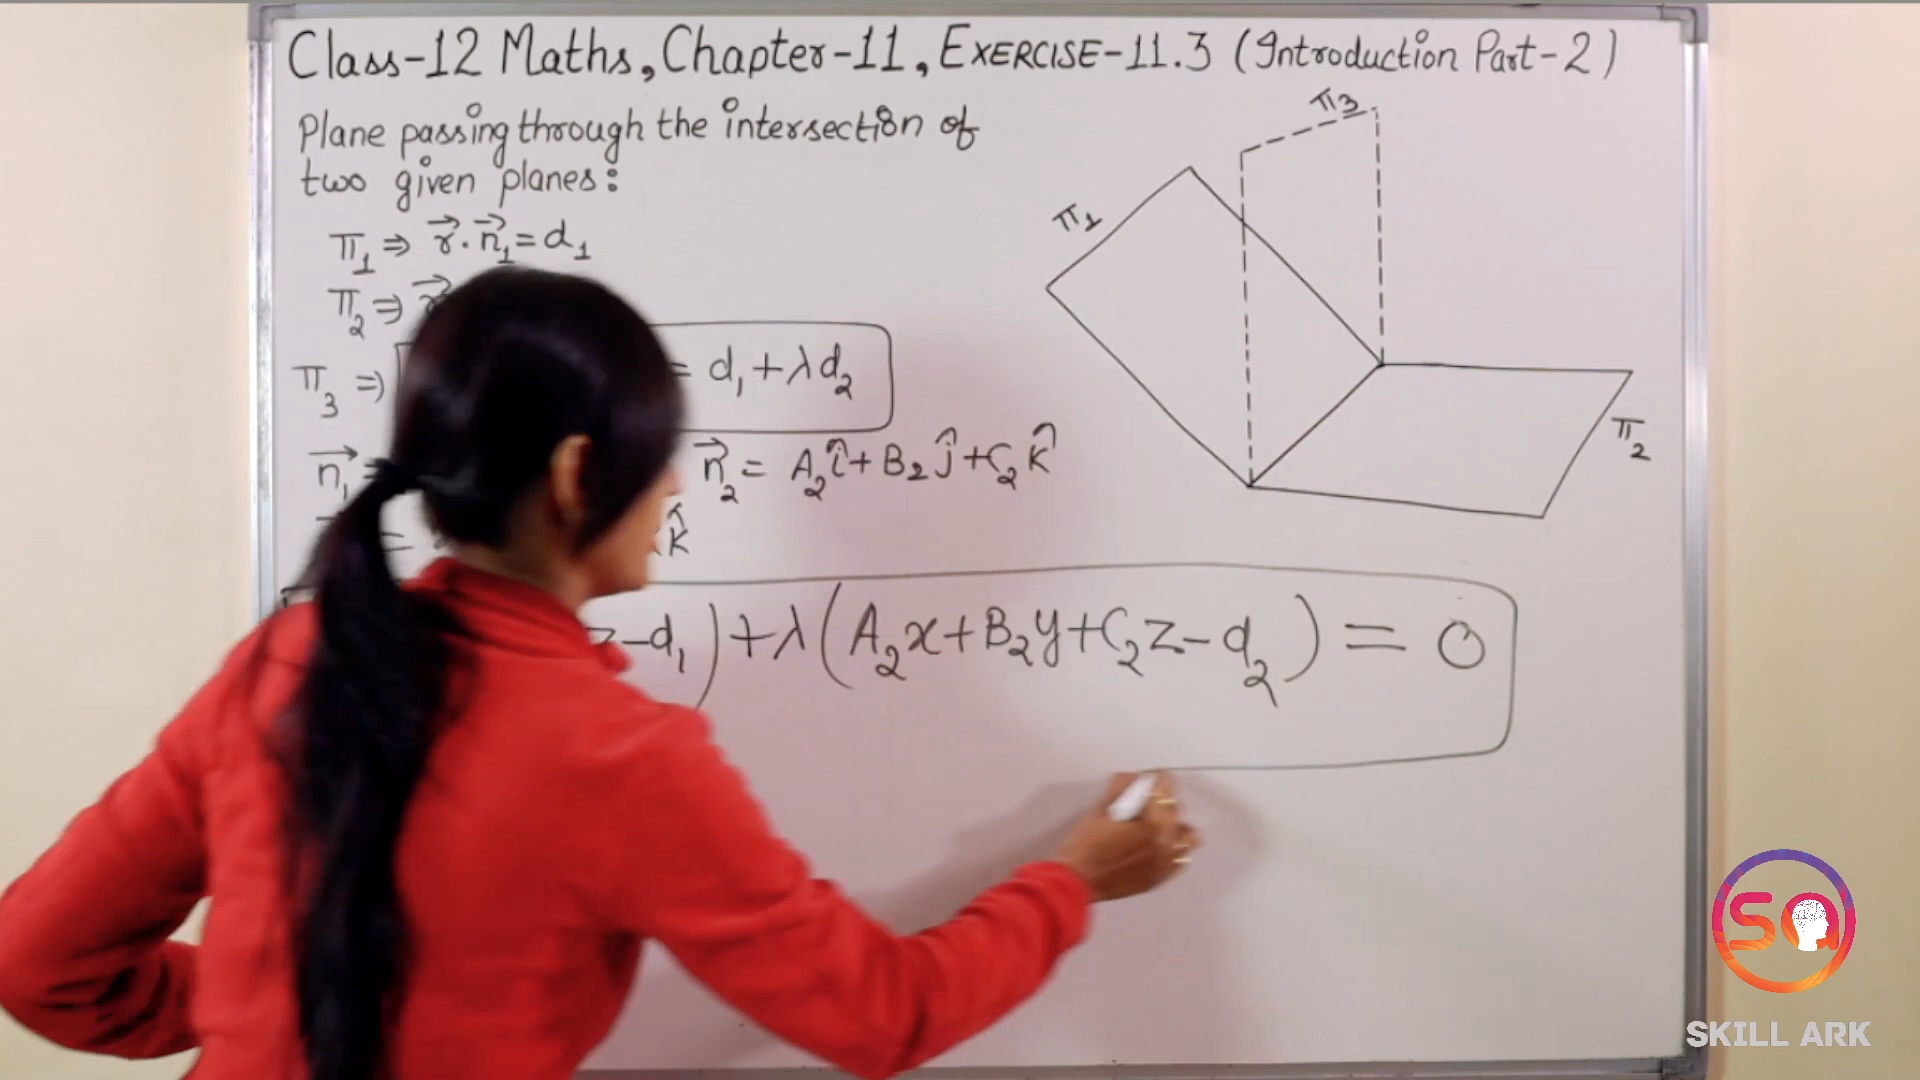 Class-12 Maths, Chapter-11, EXERCISE-11.3 (Introduction Part-2)
Plane passing through the intersection of
two given planes:
π₁ ⇒ r⃗.n⃗₁ = d₁
π₂ ⇒ r⃗
π₃ ⇒ = d₁+λd₂
n⃗₁ = n⃗₂ = A₂î+B₂ĵ+C₂k̂
= k̂
z-d₁)+λ(A₂x+B₂y+C₂z-d₂) = 0
π₃
π₁
π₂
SA
SKILL ARK